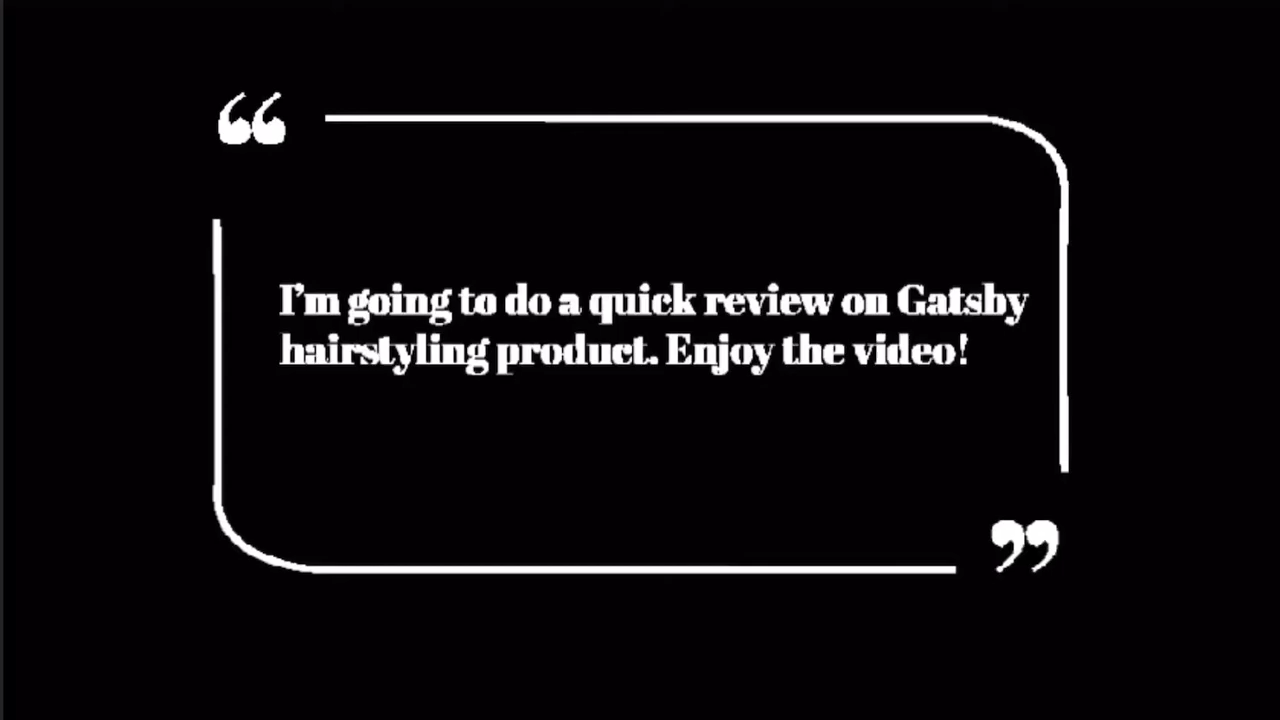 “
I’m going to do a quick review on Gatsby
hairstyling product. Enjoy the video!
”